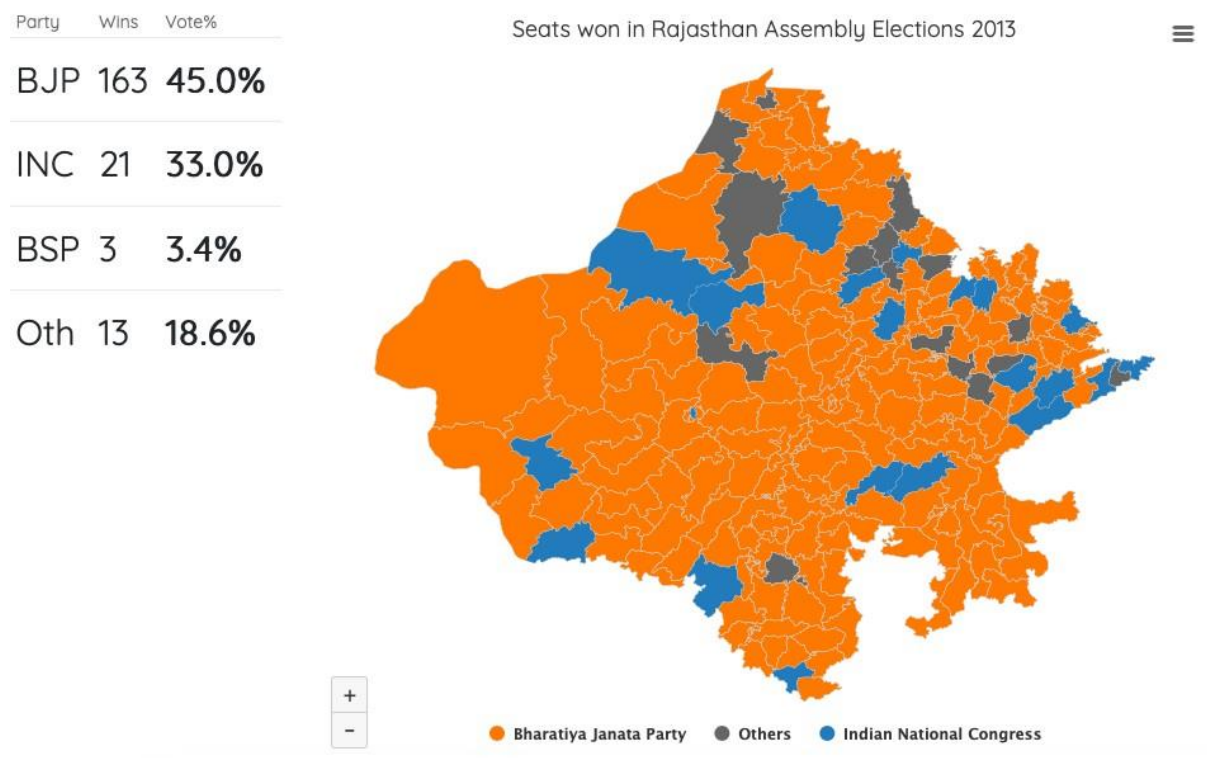 Party Wins Vote%
BJP 163 45.0%
INC 21 33.0%
BSP 3 3.4%
Oth 13 18.6%
Seats won in Rajasthan Assembly Elections 2013
+
–
Bharatiya Janata Party Others Indian National Congress